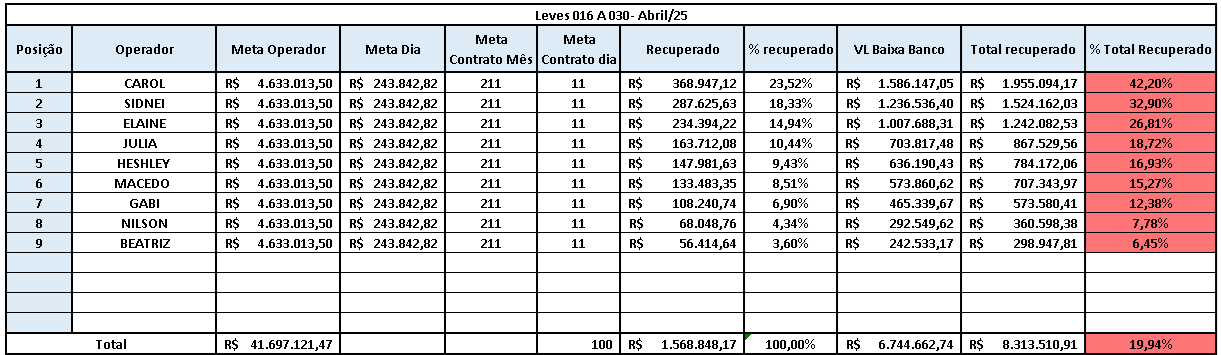 Leves 016 A 030- Abril/25
Posição Operador Meta Operador Meta Dia Meta Contrato Mês Meta Contrato dia Recuperado % recuperado VL Baixa Banco Total recuperado % Total Recuperado
1 CAROL R$ 4.633.013,50 R$ 243.842,82 211 11 R$ 368.947,12 23,52% R$ 1.586.147,05 R$ 1.955.094,17 42,20%
2 SIDNEI R$ 4.633.013,50 R$ 243.842,82 211 11 R$ 287.625,63 18,33% R$ 1.236.536,40 R$ 1.524.162,03 32,90%
3 ELAINE R$ 4.633.013,50 R$ 243.842,82 211 11 R$ 234.394,22 14,94% R$ 1.007.688,31 R$ 1.242.082,53 26,81%
4 JULIA R$ 4.633.013,50 R$ 243.842,82 211 11 R$ 163.712,08 10,44% R$ 703.817,48 R$ 867.529,56 18,72%
5 HESHLEY R$ 4.633.013,50 R$ 243.842,82 211 11 R$ 147.981,63 9,43% R$ 636.190,43 R$ 784.172,06 16,93%
6 MACEDO R$ 4.633.013,50 R$ 243.842,82 211 11 R$ 133.483,35 8,51% R$ 573.860,62 R$ 707.343,97 15,27%
7 GABI R$ 4.633.013,50 R$ 243.842,82 211 11 R$ 108.240,74 6,90% R$ 465.339,67 R$ 573.580,41 12,38%
8 NILSON R$ 4.633.013,50 R$ 243.842,82 211 11 R$ 68.048,76 4,34% R$ 292.549,62 R$ 360.598,38 7,78%
9 BEATRIZ R$ 4.633.013,50 R$ 243.842,82 211 11 R$ 56.414,64 3,60% R$ 242.533,17 R$ 298.947,81 6,45%
Total R$ 41.697.121,47 100 R$ 1.568.848,17 100,00% R$ 6.744.662,74 R$ 8.313.510,91 19,94%